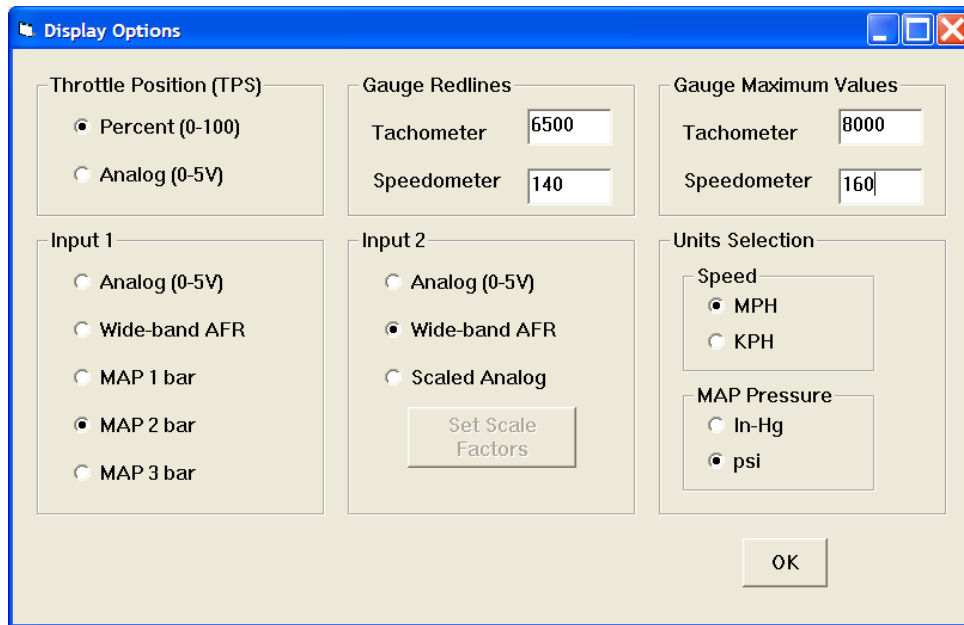 Display Options
Throttle Position (TPS)
Percent (0-100)
Analog (0-5V)
Gauge Redlines
Tachometer 6500
Speedometer 140
Gauge Maximum Values
Tachometer 8000
Speedometer 160
Input 1
Analog (0-5V)
Wide-band AFR
MAP 1 bar
MAP 2 bar
MAP 3 bar
Input 2
Analog (0-5V)
Wide-band AFR
Scaled Analog
Set Scale
Factors
Units Selection
Speed
MPH
KPH
MAP Pressure
In-Hg
psi
OK